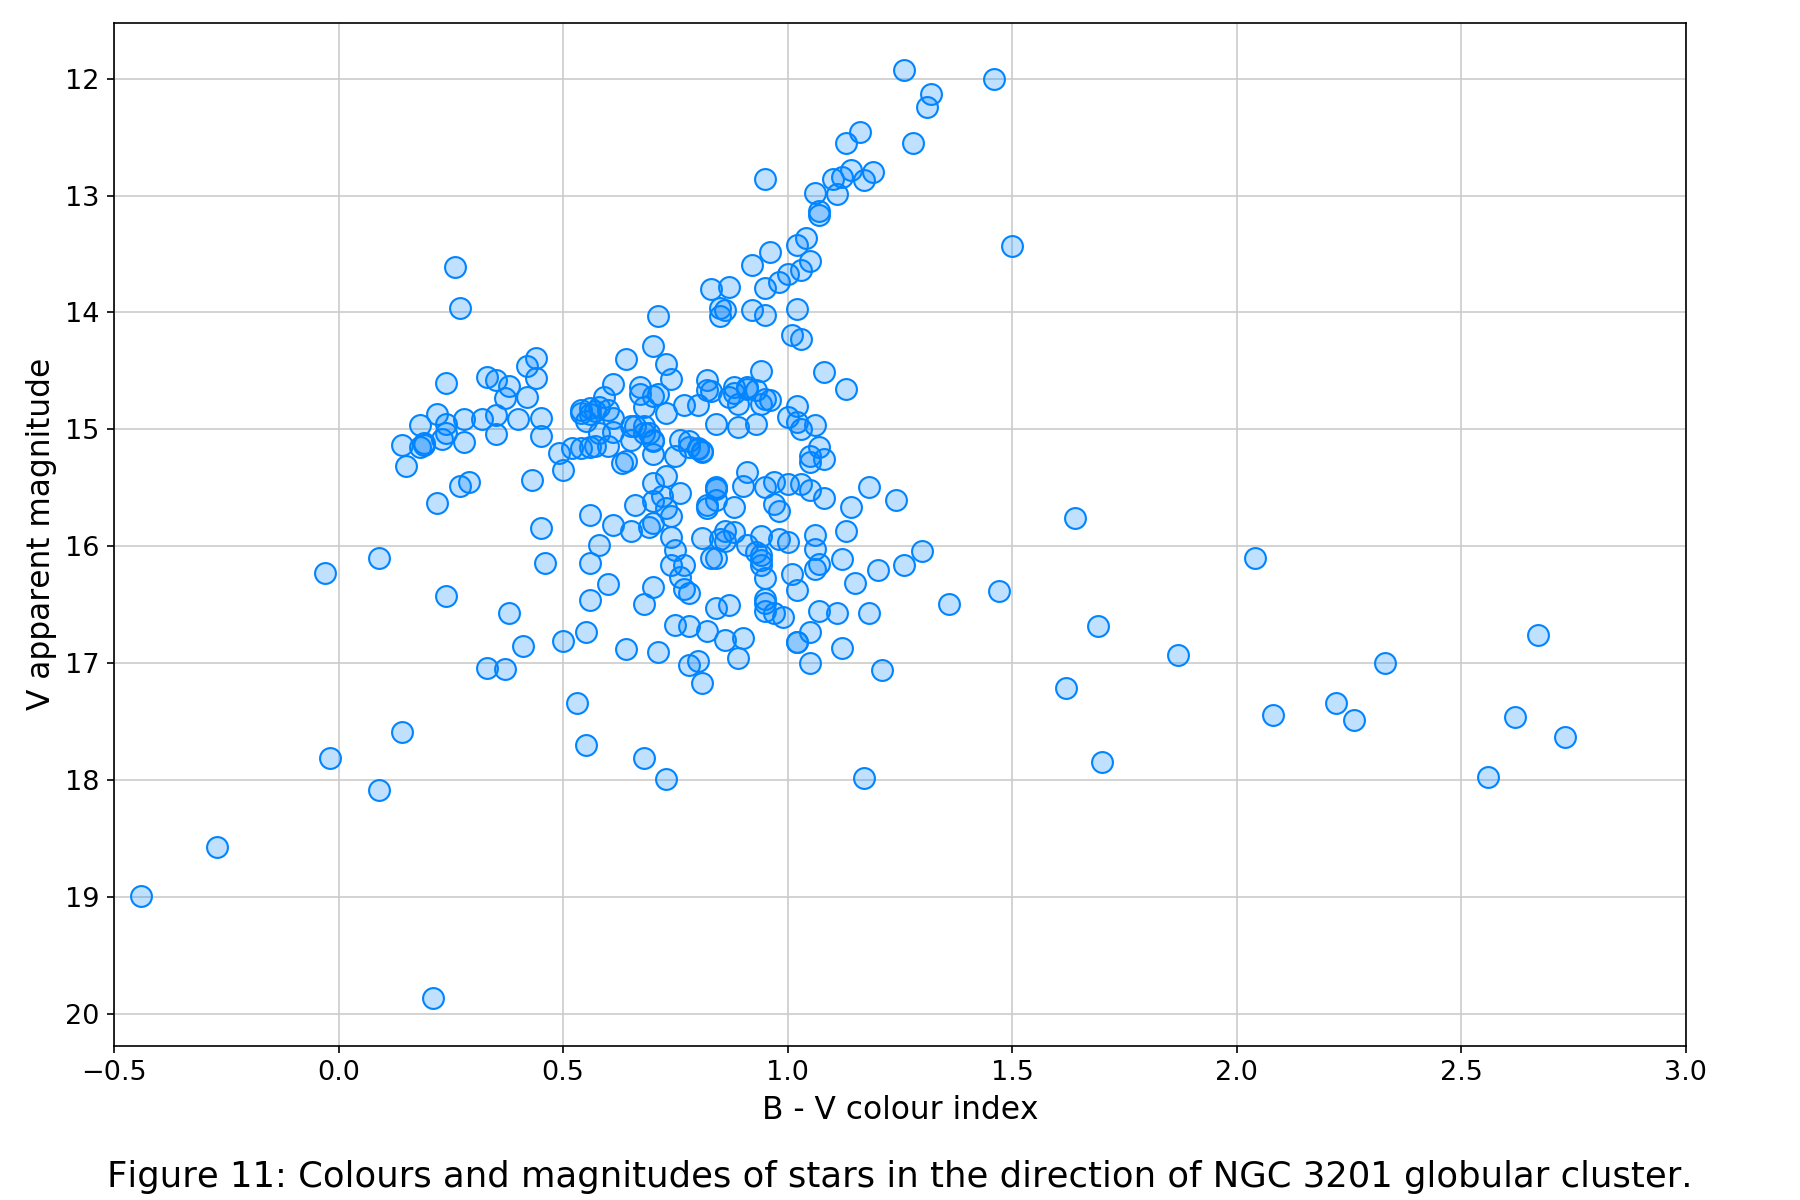 12
13
14
15
16
17
18
19
20
V apparent magnitude
−0.5 0.0 0.5 1.0 1.5 2.0 2.5 3.0
B - V colour index
Figure 11: Colours and magnitudes of stars in the direction of NGC 3201 globular cluster.